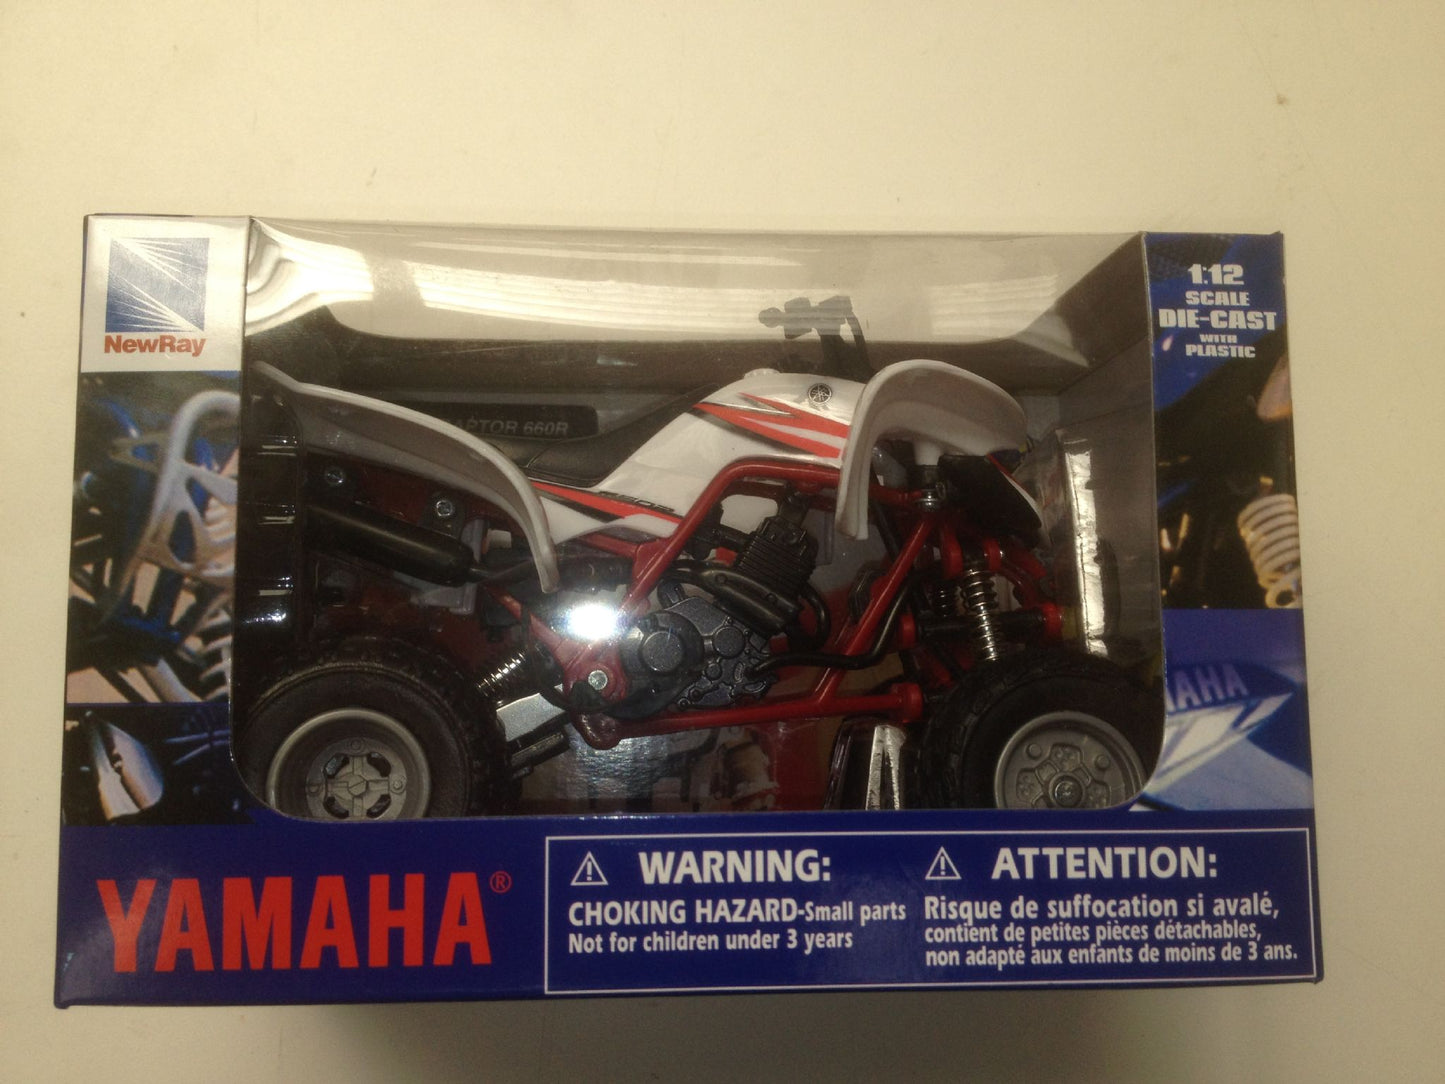 NewRay
1:12
SCALE
DIE-CAST
WITH
PLASTIC
660R
YAMAHA®
WARNING:
CHOKING HAZARD-Small parts
Not for children under 3 years
ATTENTION:
Risque de suffocation si avalé,
contient de petites pièces détachables,
non adapté aux enfants de moins de 3 ans.